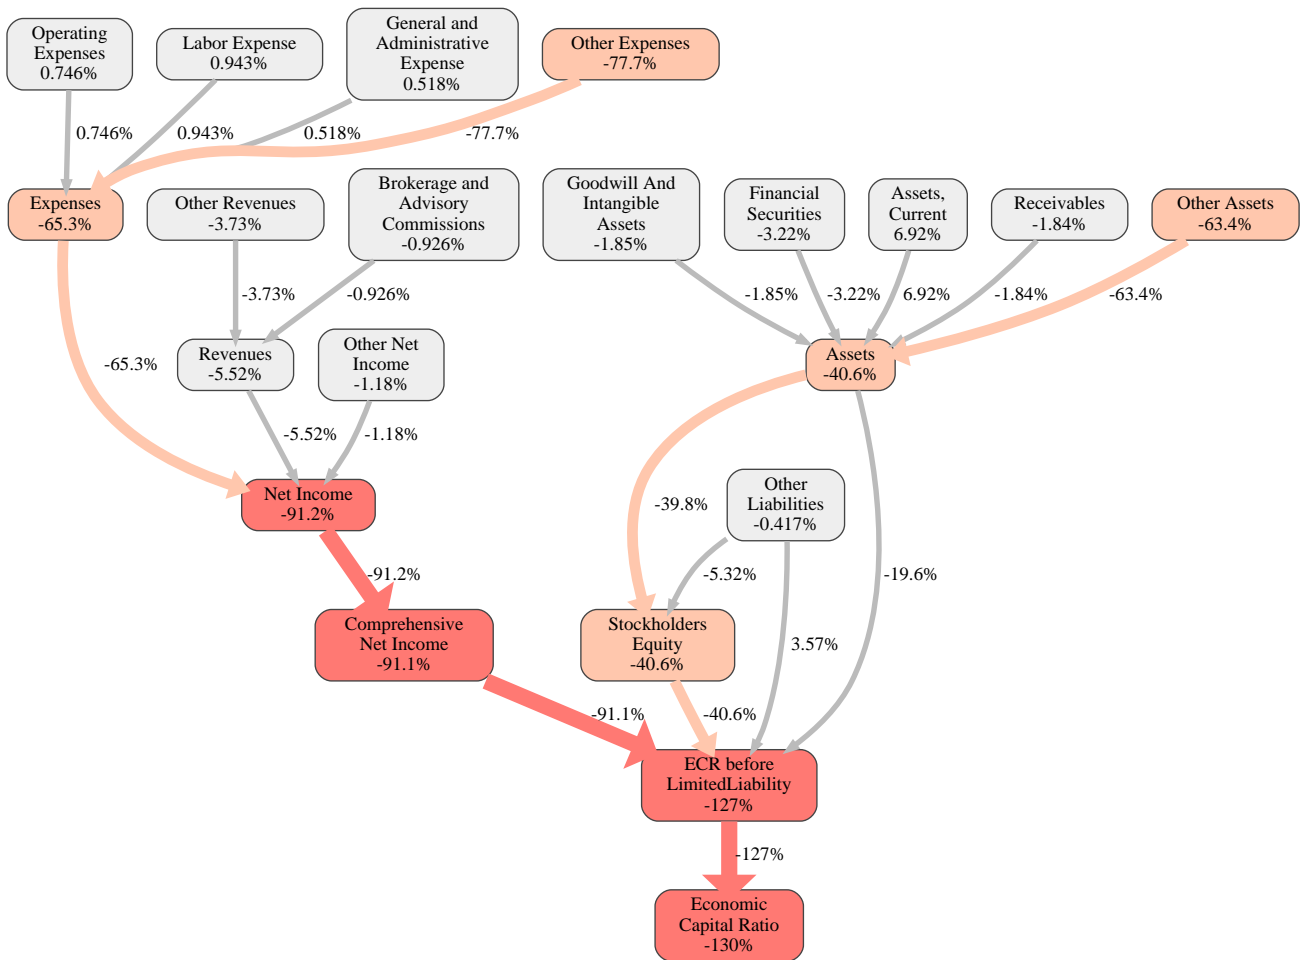 Operating
Expenses
0.746%
Labor Expense
0.943%
General and
Administrative
Expense
0.518%
Other Expenses
-77.7%
0.746%
0.943%
0.518%
-77.7%
Expenses
-65.3%
Other Revenues
-3.73%
Brokerage and
Advisory
Commissions
-0.926%
Goodwill And
Intangible
Assets
-1.85%
Financial
Securities
-3.22%
Assets,
Current
6.92%
Receivables
-1.84%
Other Assets
-63.4%
-3.73%
-0.926%
-1.85%
-3.22%
6.92%
-1.84%
-63.4%
-65.3%
Revenues
-5.52%
Other Net
Income
-1.18%
Assets
-40.6%
-5.52%
-1.18%
Net Income
-91.2%
-39.8%
Other
Liabilities
-0.417%
-91.2%
-5.32%
-19.6%
Comprehensive
Net Income
-91.1%
Stockholders
Equity
-40.6%
3.57%
-91.1%
-40.6%
ECR before
LimitedLiability
-127%
-127%
Economic
Capital Ratio
-130%